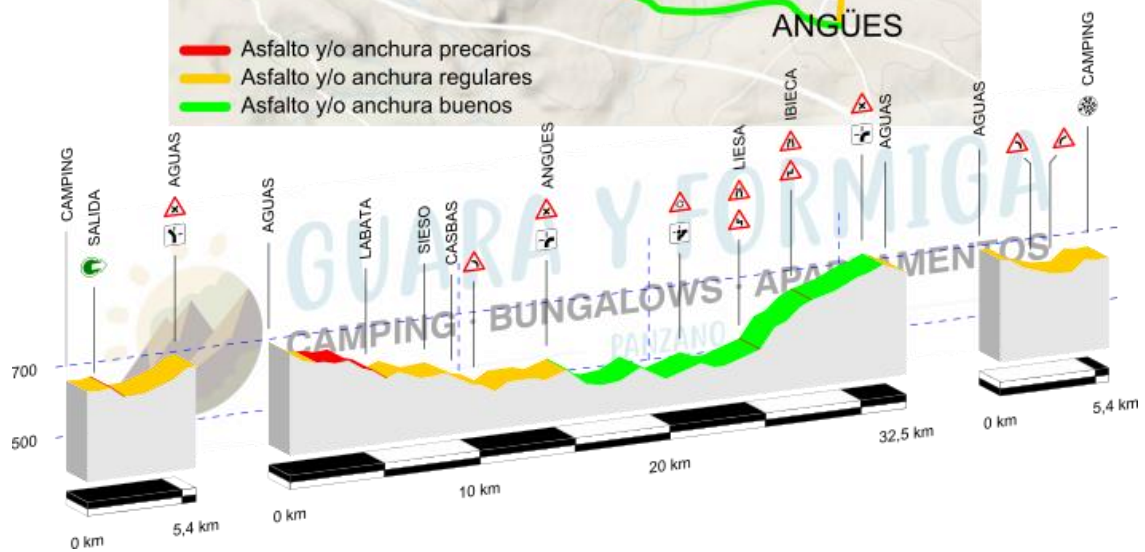 ANGÜES
Asfalto y/o anchura precarios
Asfalto y/o anchura regulares
Asfalto y/o anchura buenos
CAMPING
SALIDA
AGUAS
AGUAS
LABATA
SIESO
CASBAS
ANGÜES
LIESA
IBIECA
AGUAS
AGUAS
CAMPING
GUARA Y FORMIGA
CAMPING · BUNGALOWS · APARTAMENTOS
PANZANO
700
500
0 km
5,4 km
0 km
10 km
20 km
32,5 km
0 km
5,4 km